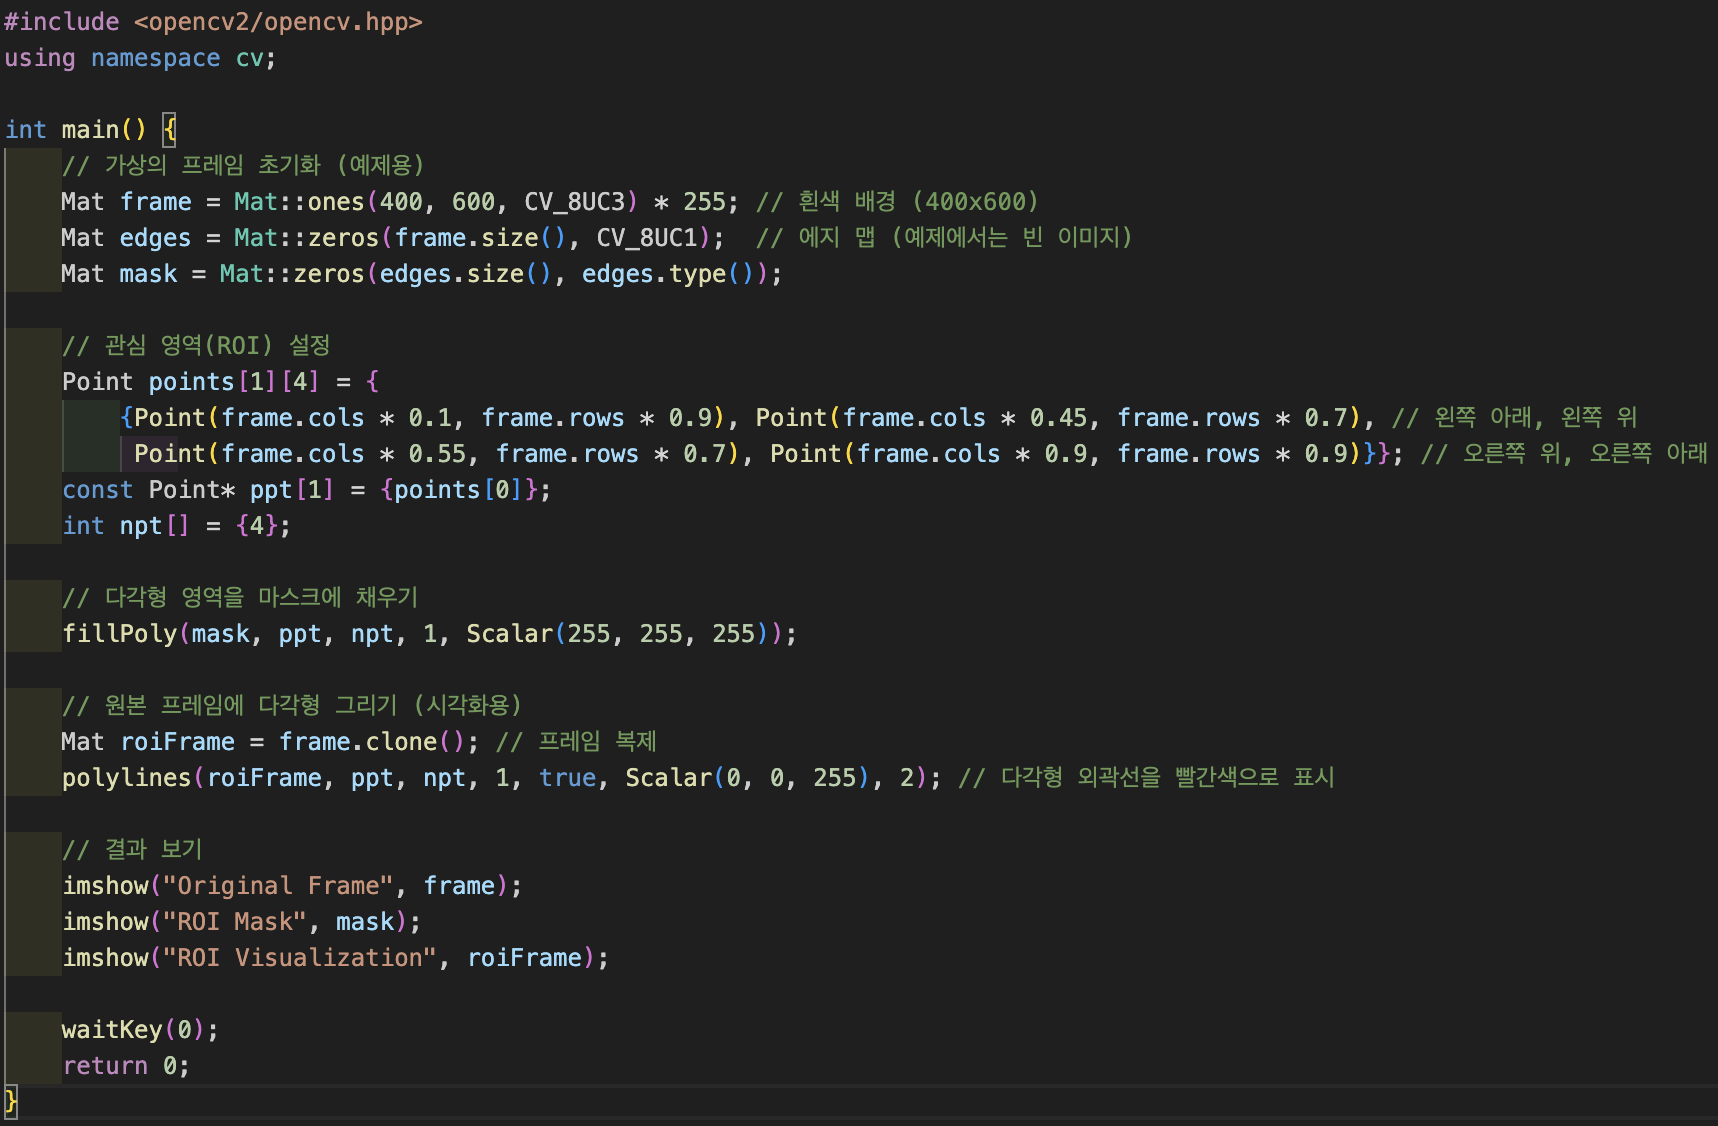 #include <opencv2/opencv.hpp>
using namespace cv;

int main() {
    // 가상의 프레임 초기화 (예제용)
    Mat frame = Mat::ones(400, 600, CV_8UC3) * 255; // 흰색 배경 (400x600)
    Mat edges = Mat::zeros(frame.size(), CV_8UC1);  // 에지 맵 (예제에서는 빈 이미지)
    Mat mask = Mat::zeros(edges.size(), edges.type());

    // 관심 영역(ROI) 설정
    Point points[1][4] = {
        {Point(frame.cols * 0.1, frame.rows * 0.9), Point(frame.cols * 0.45, frame.rows * 0.7), // 왼쪽 아래, 왼쪽 위
         Point(frame.cols * 0.55, frame.rows * 0.7), Point(frame.cols * 0.9, frame.rows * 0.9)}}; // 오른쪽 위, 오른쪽 아래
    const Point* ppt[1] = {points[0]};
    int npt[] = {4};

    // 다각형 영역을 마스크에 채우기
    fillPoly(mask, ppt, npt, 1, Scalar(255, 255, 255));

    // 원본 프레임에 다각형 그리기 (시각화용)
    Mat roiFrame = frame.clone(); // 프레임 복제
    polylines(roiFrame, ppt, npt, 1, true, Scalar(0, 0, 255), 2); // 다각형 외곽선을 빨간색으로 표시

    // 결과 보기
    imshow("Original Frame", frame);
    imshow("ROI Mask", mask);
    imshow("ROI Visualization", roiFrame);

    waitKey(0);
    return 0;
}